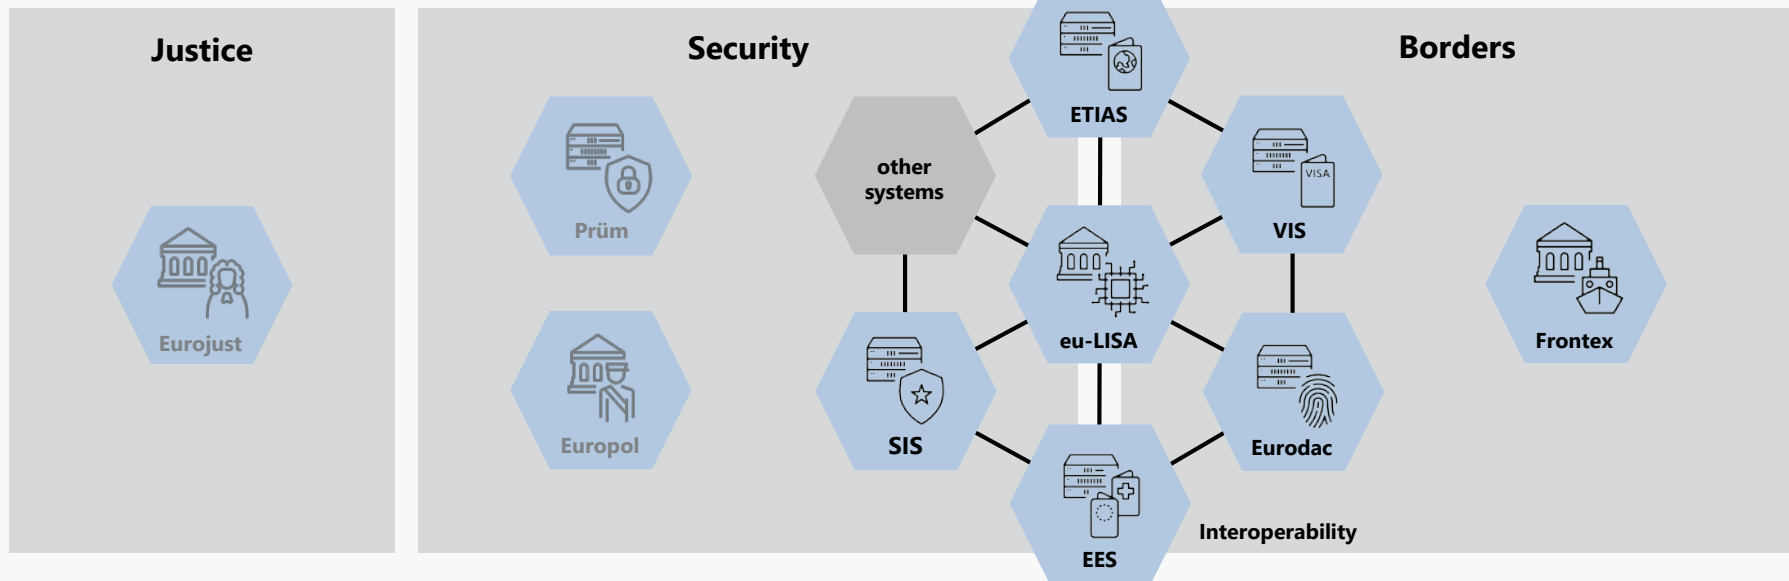 Justice
Security
Borders
ETIAS
other
systems
Prüm
VISA
VIS
Eurojust
eu-LISA
Frontex
Europol
SIS
Eurodac
Interoperability
EES